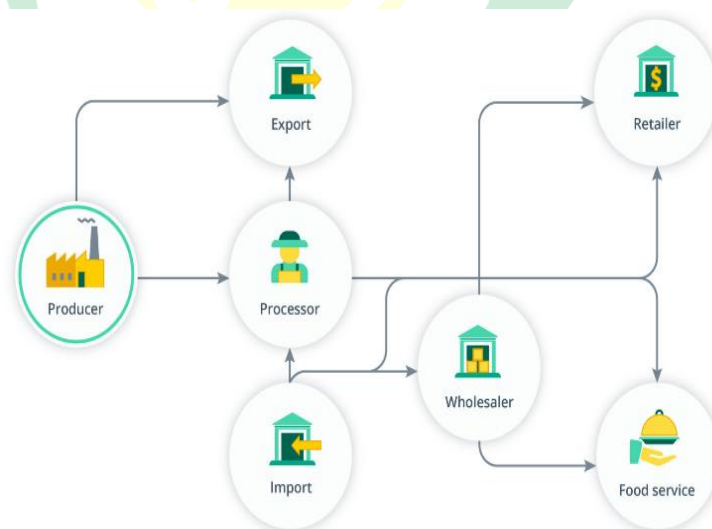 Export
Retailer
Producer
Processor
Wholesaler
Import
Food service